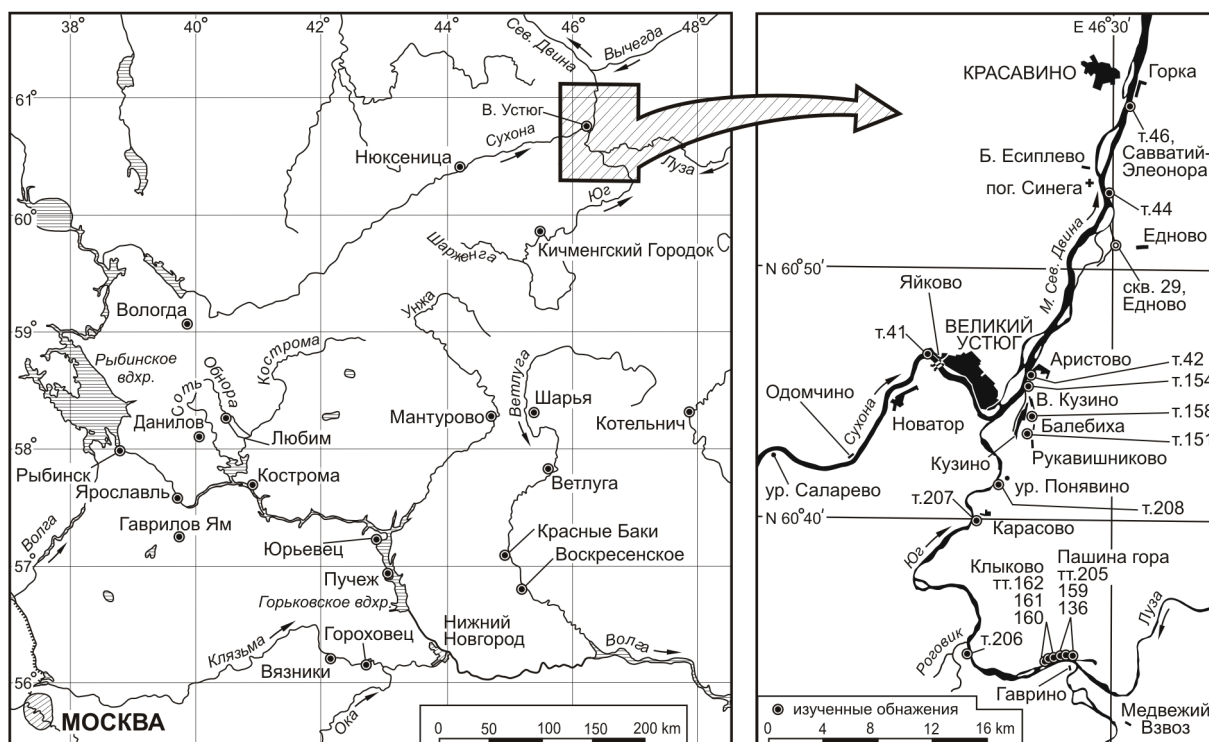 38°
40°
42°
44°
46°
48°
61°
60°
59°
58°
57°
56°
Сев. Двина
Вычегда
В. Устюг
Сухона
Нюксеница
Луза
Юг
Кичменгский Городок
Шарженга
Унжа
Вологда
Рыбинское
вдхр.
Соть
Обнора
Кострома
Ветлуга
Шарья
Мантурово
Котельнич
Данилов
Любим
Рыбинск
Кострома
Ветлуга
Ярославль
Гаврилов Ям
Волга
Юрьевец
Красные Баки
Воскресенское
Пучеж
Горьковское вдхр.
Нижний
Новгород
Клязьма
Гороховец
Вязники
Волга
Ока
МОСКВА
0 50 100 150 200 km
E 46°30'
КРАСАВИНО
Горка
т.46,
Савватий-
Элеонора
Б. Есиплево
пог. Синега
т.44
Едново
М. Сев. Двина
N 60°50'
скв. 29,
Едново
Яйково
т.41
ВЕЛИКИЙ
УСТЮГ
Аристово
т.42
т.154
Одомчино
Сухона
В. Кузино
т.158
Новатор
Балебиха
т.151
Кузино
Рукавишниково
ур. Саларево
ур. Понявино
т.207
т.208
N 60°40'
Карасово
Юг
Клыково
тт.162
161
160
Пашина гора
тт.205
159
136
Луза
Роговик
т.206
Гаврино
Медвежий
Взвоз
изученные обнажения
0 4 8 12 16 km